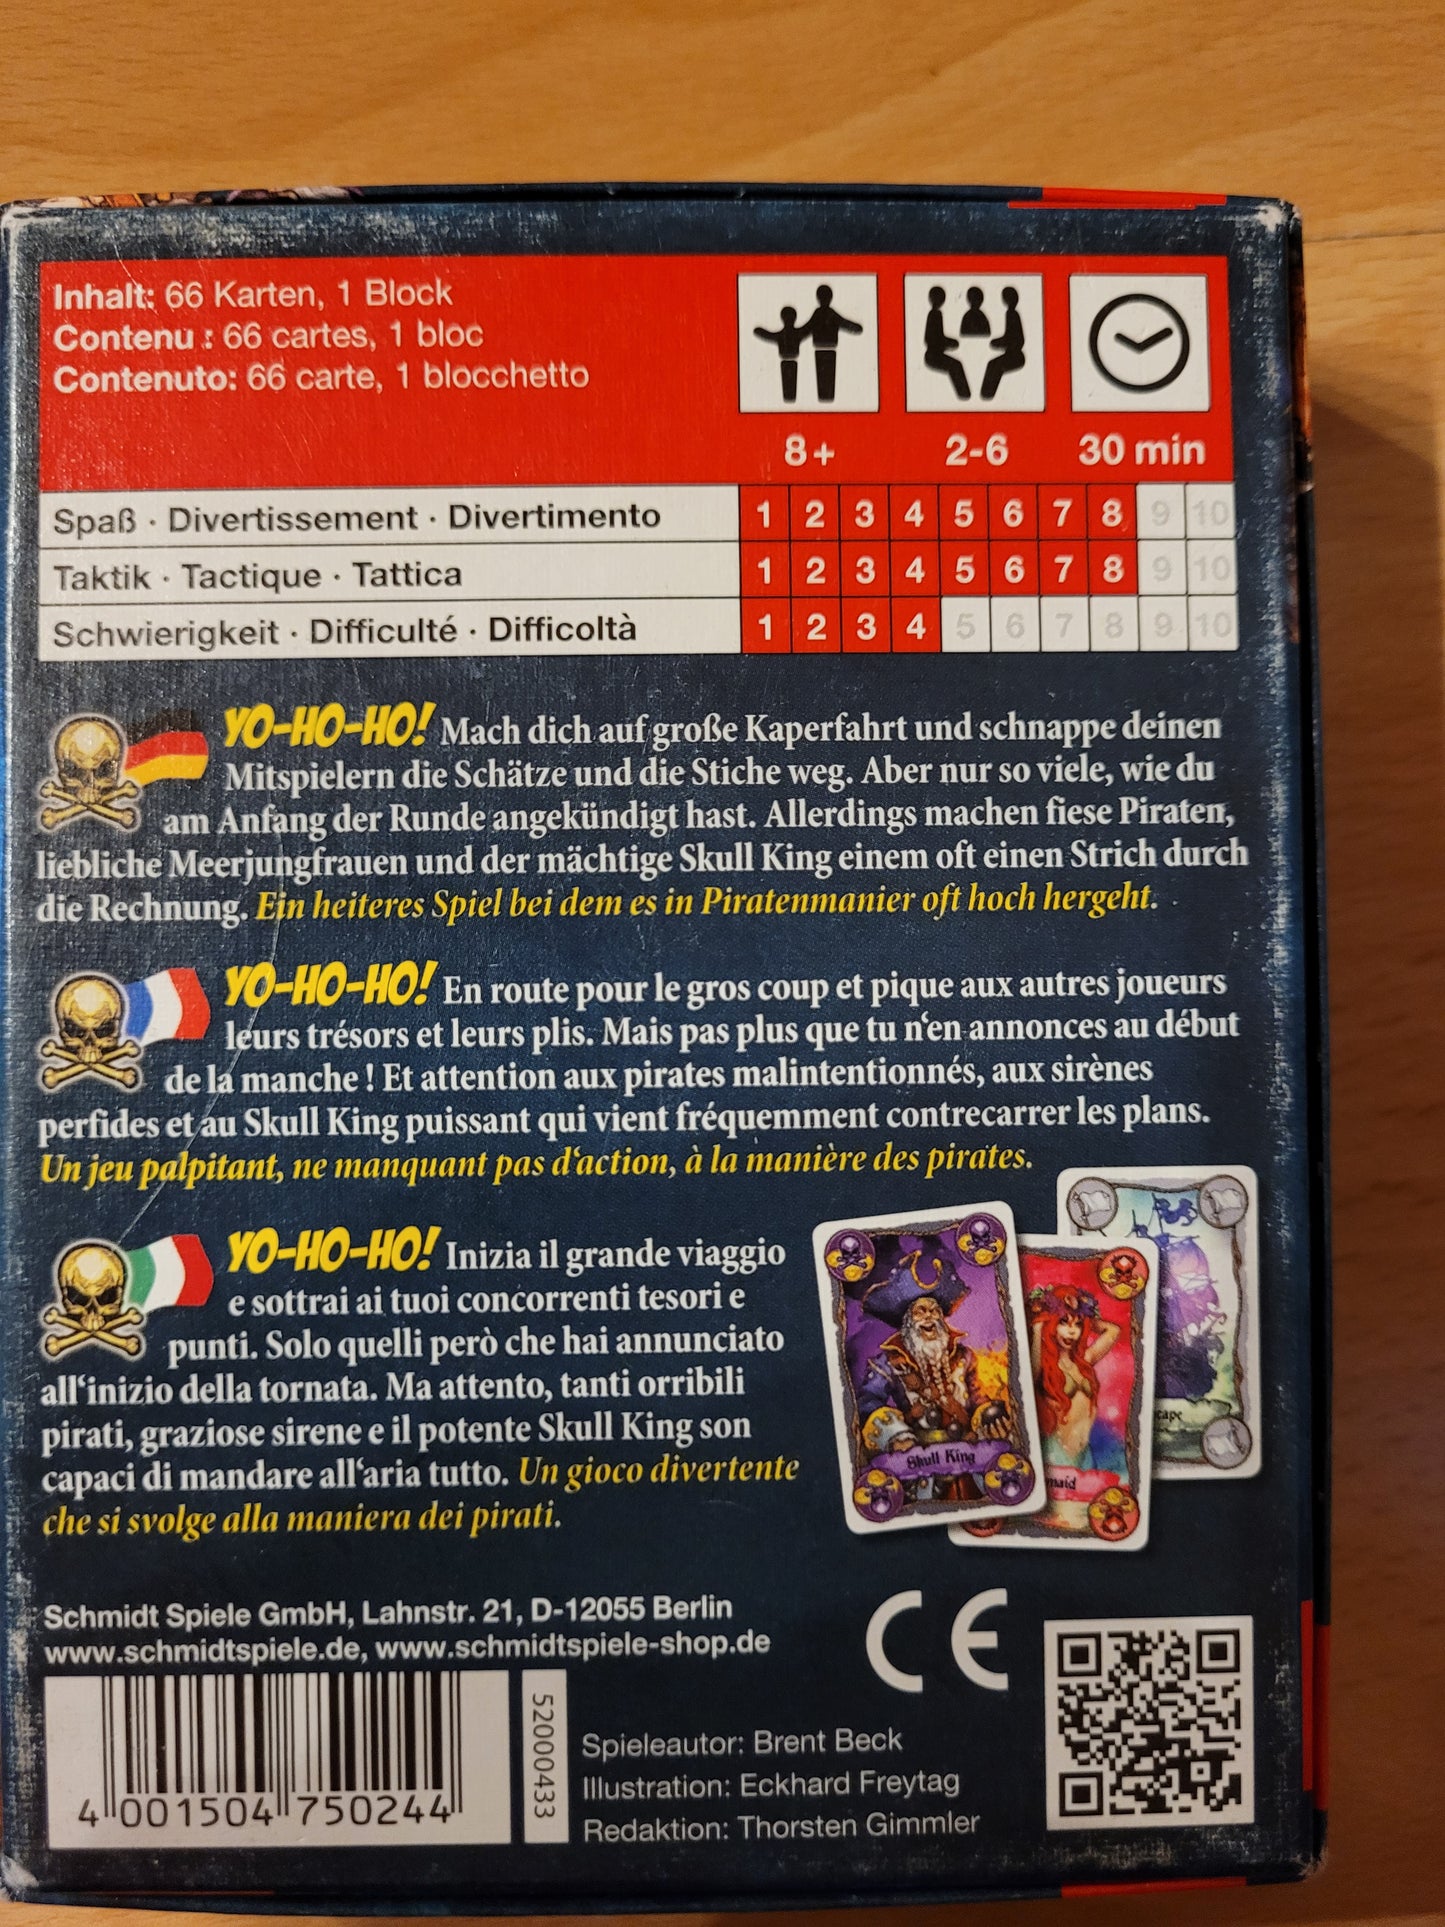 Inhalt: 66 Karten, 1 Block
Contenu : 66 cartes, 1 bloc
Contenuto: 66 carte, 1 blocchetto
8+ 2-6 30 min
Spaß · Divertissement · Divertimento 1 2 3 4 5 6 7 8 9 10
Taktik · Tactique · Tattica 1 2 3 4 5 6 7 8 9 10
Schwierigkeit · Difficulté · Difficoltà 1 2 3 4 5 6 7 8 9 10
YO-HO-HO! Mach dich auf große Kaperfahrt und schnappe deinen
Mitspielern die Schätze und die Stiche weg. Aber nur so viele, wie du
am Anfang der Runde angekündigt hast. Allerdings machen fiese Piraten,
liebliche Meerjungfrauen und der mächtige Skull King einem oft einen Strich durch
die Rechnung. Ein heiteres Spiel bei dem es in Piratenmanier oft hoch hergeht.
YO-HO-HO! En route pour le gros coup et pique aux autres joueurs
leurs trésors et leurs plis. Mais pas plus que tu n‘en annonces au début
de la manche ! Et attention aux pirates malintentionnés, aux sirènes
perfides et au Skull King puissant qui vient fréquemment contrecarrer les plans.
Un jeu palpitant, ne manquant pas d‘action, à la manière des pirates.
YO-HO-HO! Inizia il grande viaggio
e sottrai ai tuoi concorrenti tesori e
punti. Solo quelli però che hai annunciato
all‘inizio della tornata. Ma attento, tanti orribili
pirati, graziose sirene e il potente Skull King son
capaci di mandare all‘aria tutto. Un gioco divertente
che si svolge alla maniera dei pirati.
Skull King
maid
cape
Schmidt Spiele GmbH, Lahnstr. 21, D-12055 Berlin
www.schmidtspiele.de, www.schmidtspiele-shop.de
CE
4 001504 750244
52000433
Spieleautor: Brent Beck
Illustration: Eckhard Freytag
Redaktion: Thorsten Gimmler